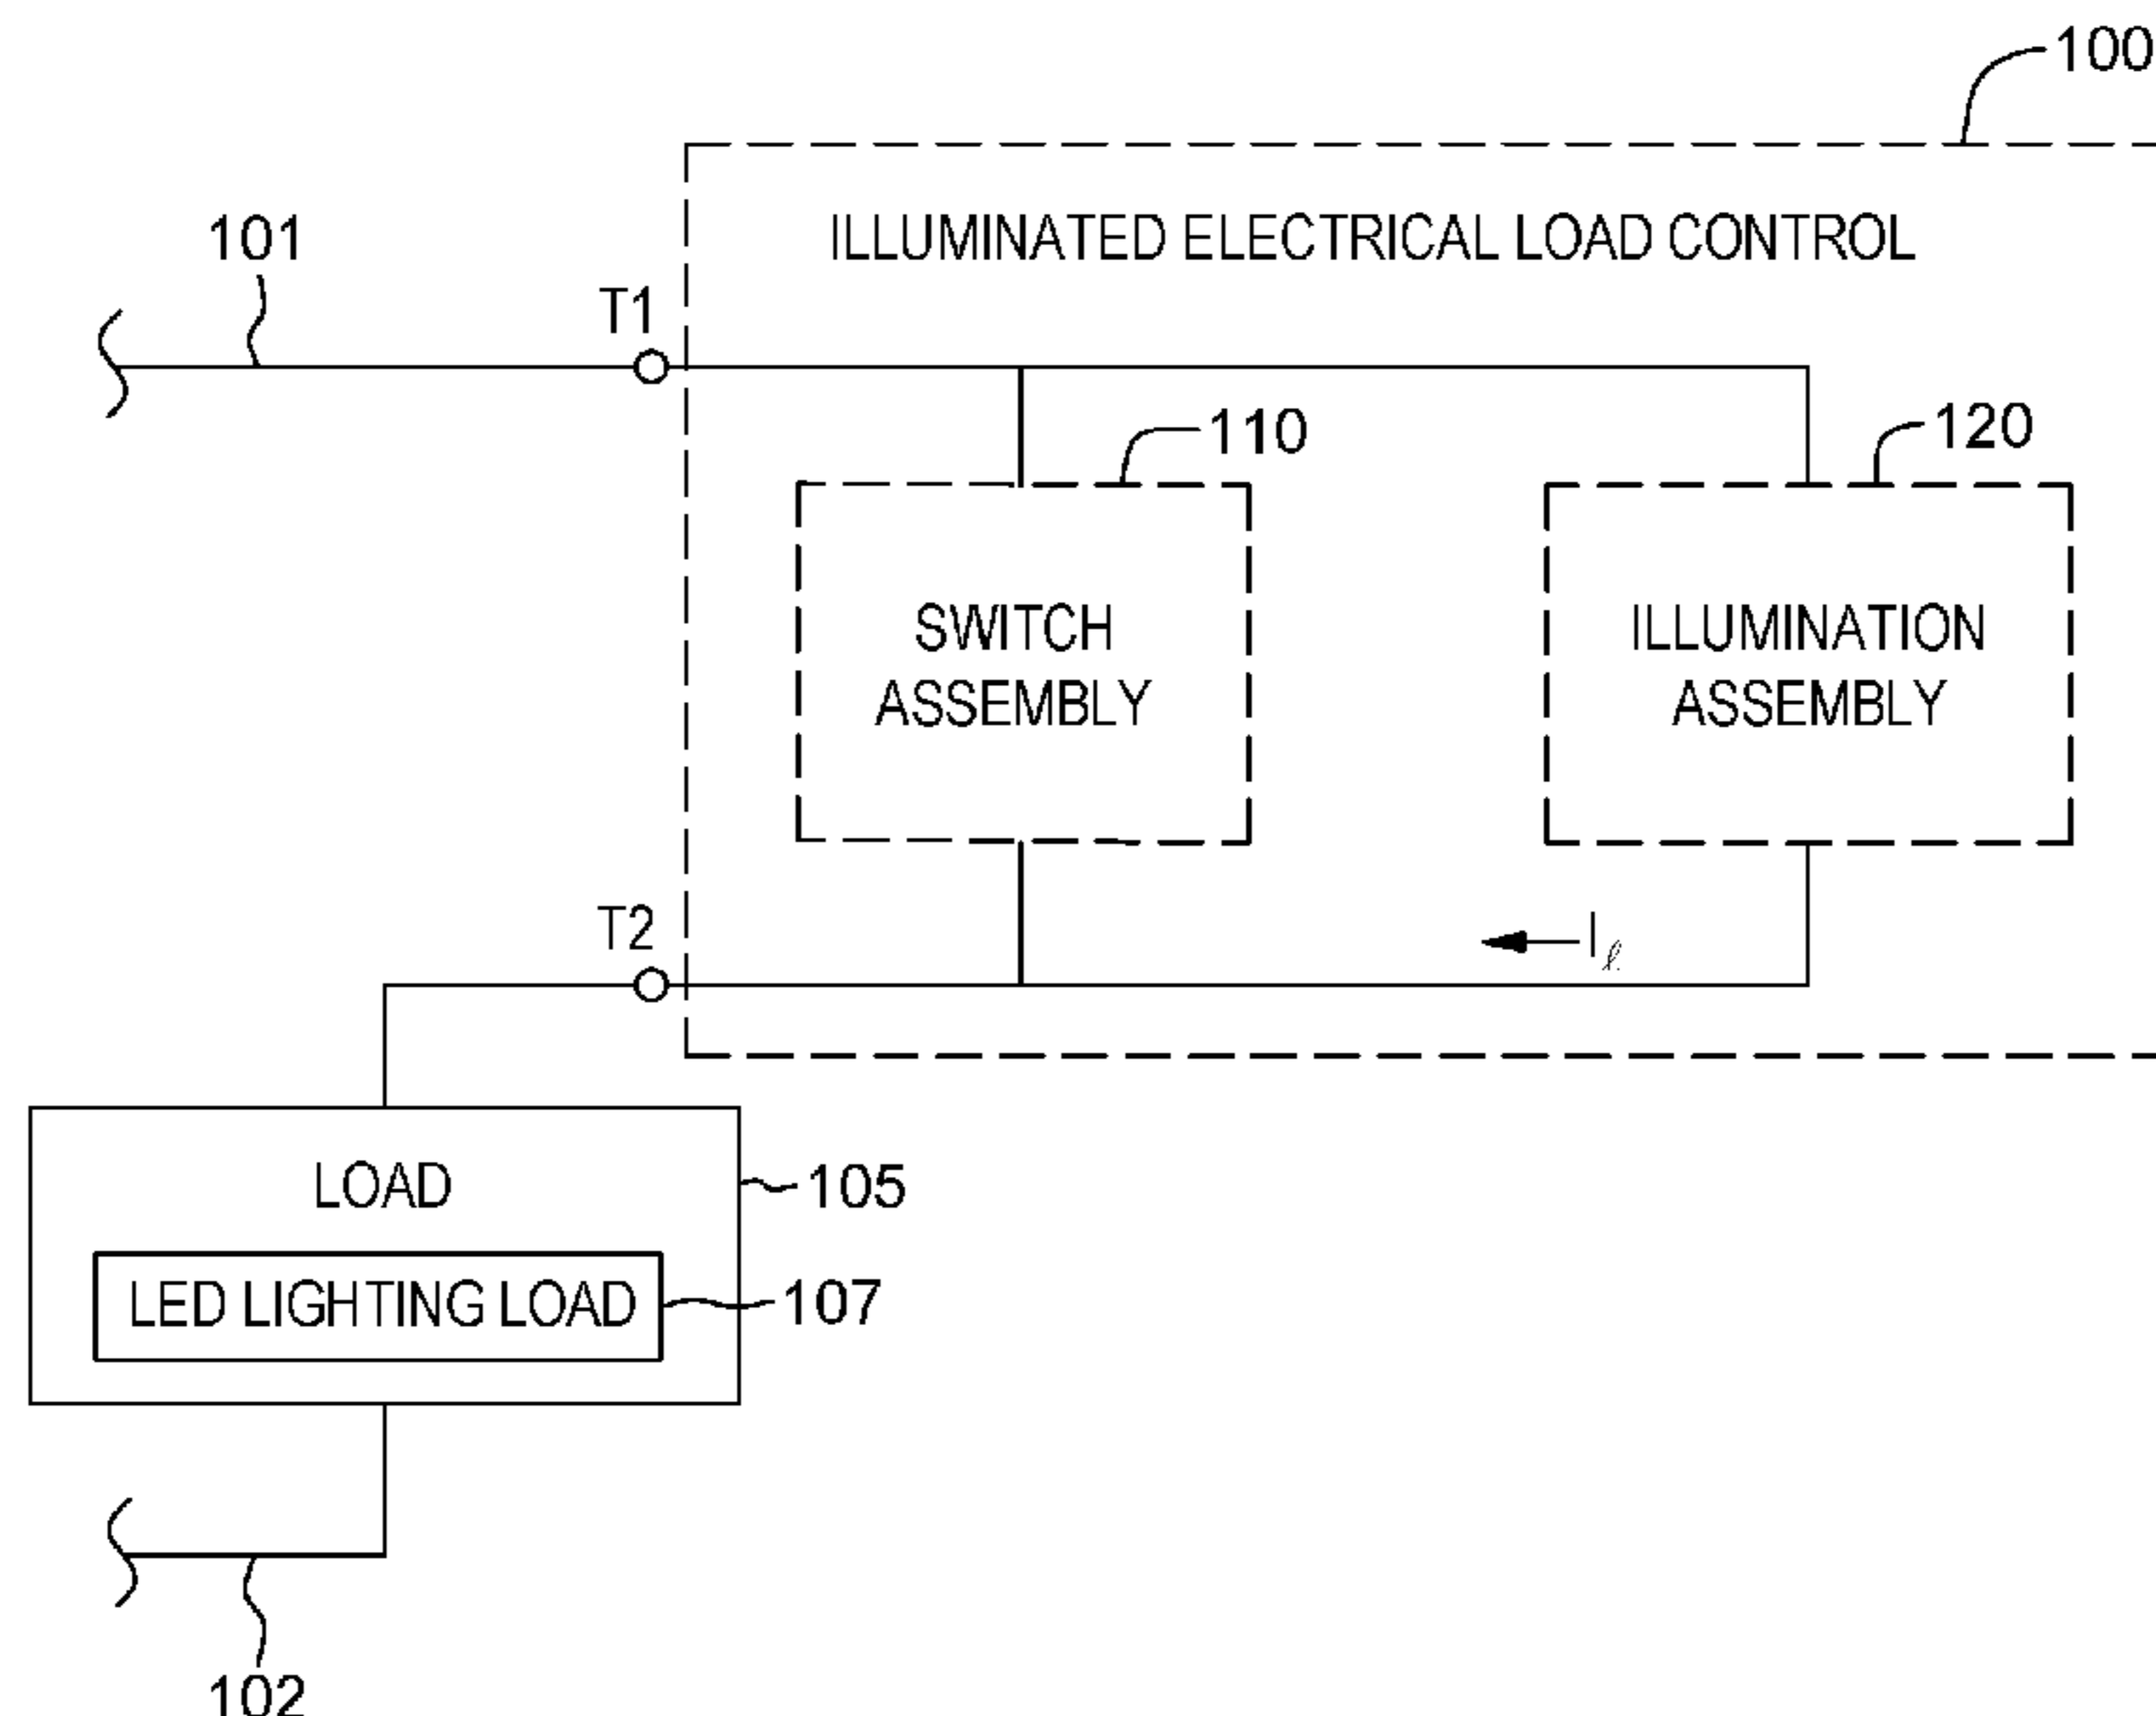 100
ILLUMINATED ELECTRICAL LOAD CONTROL
101
T1
110
120
SWITCH
ASSEMBLY
ILLUMINATION
ASSEMBLY
T2
Iℓ
LOAD
105
LED LIGHTING LOAD
107
102